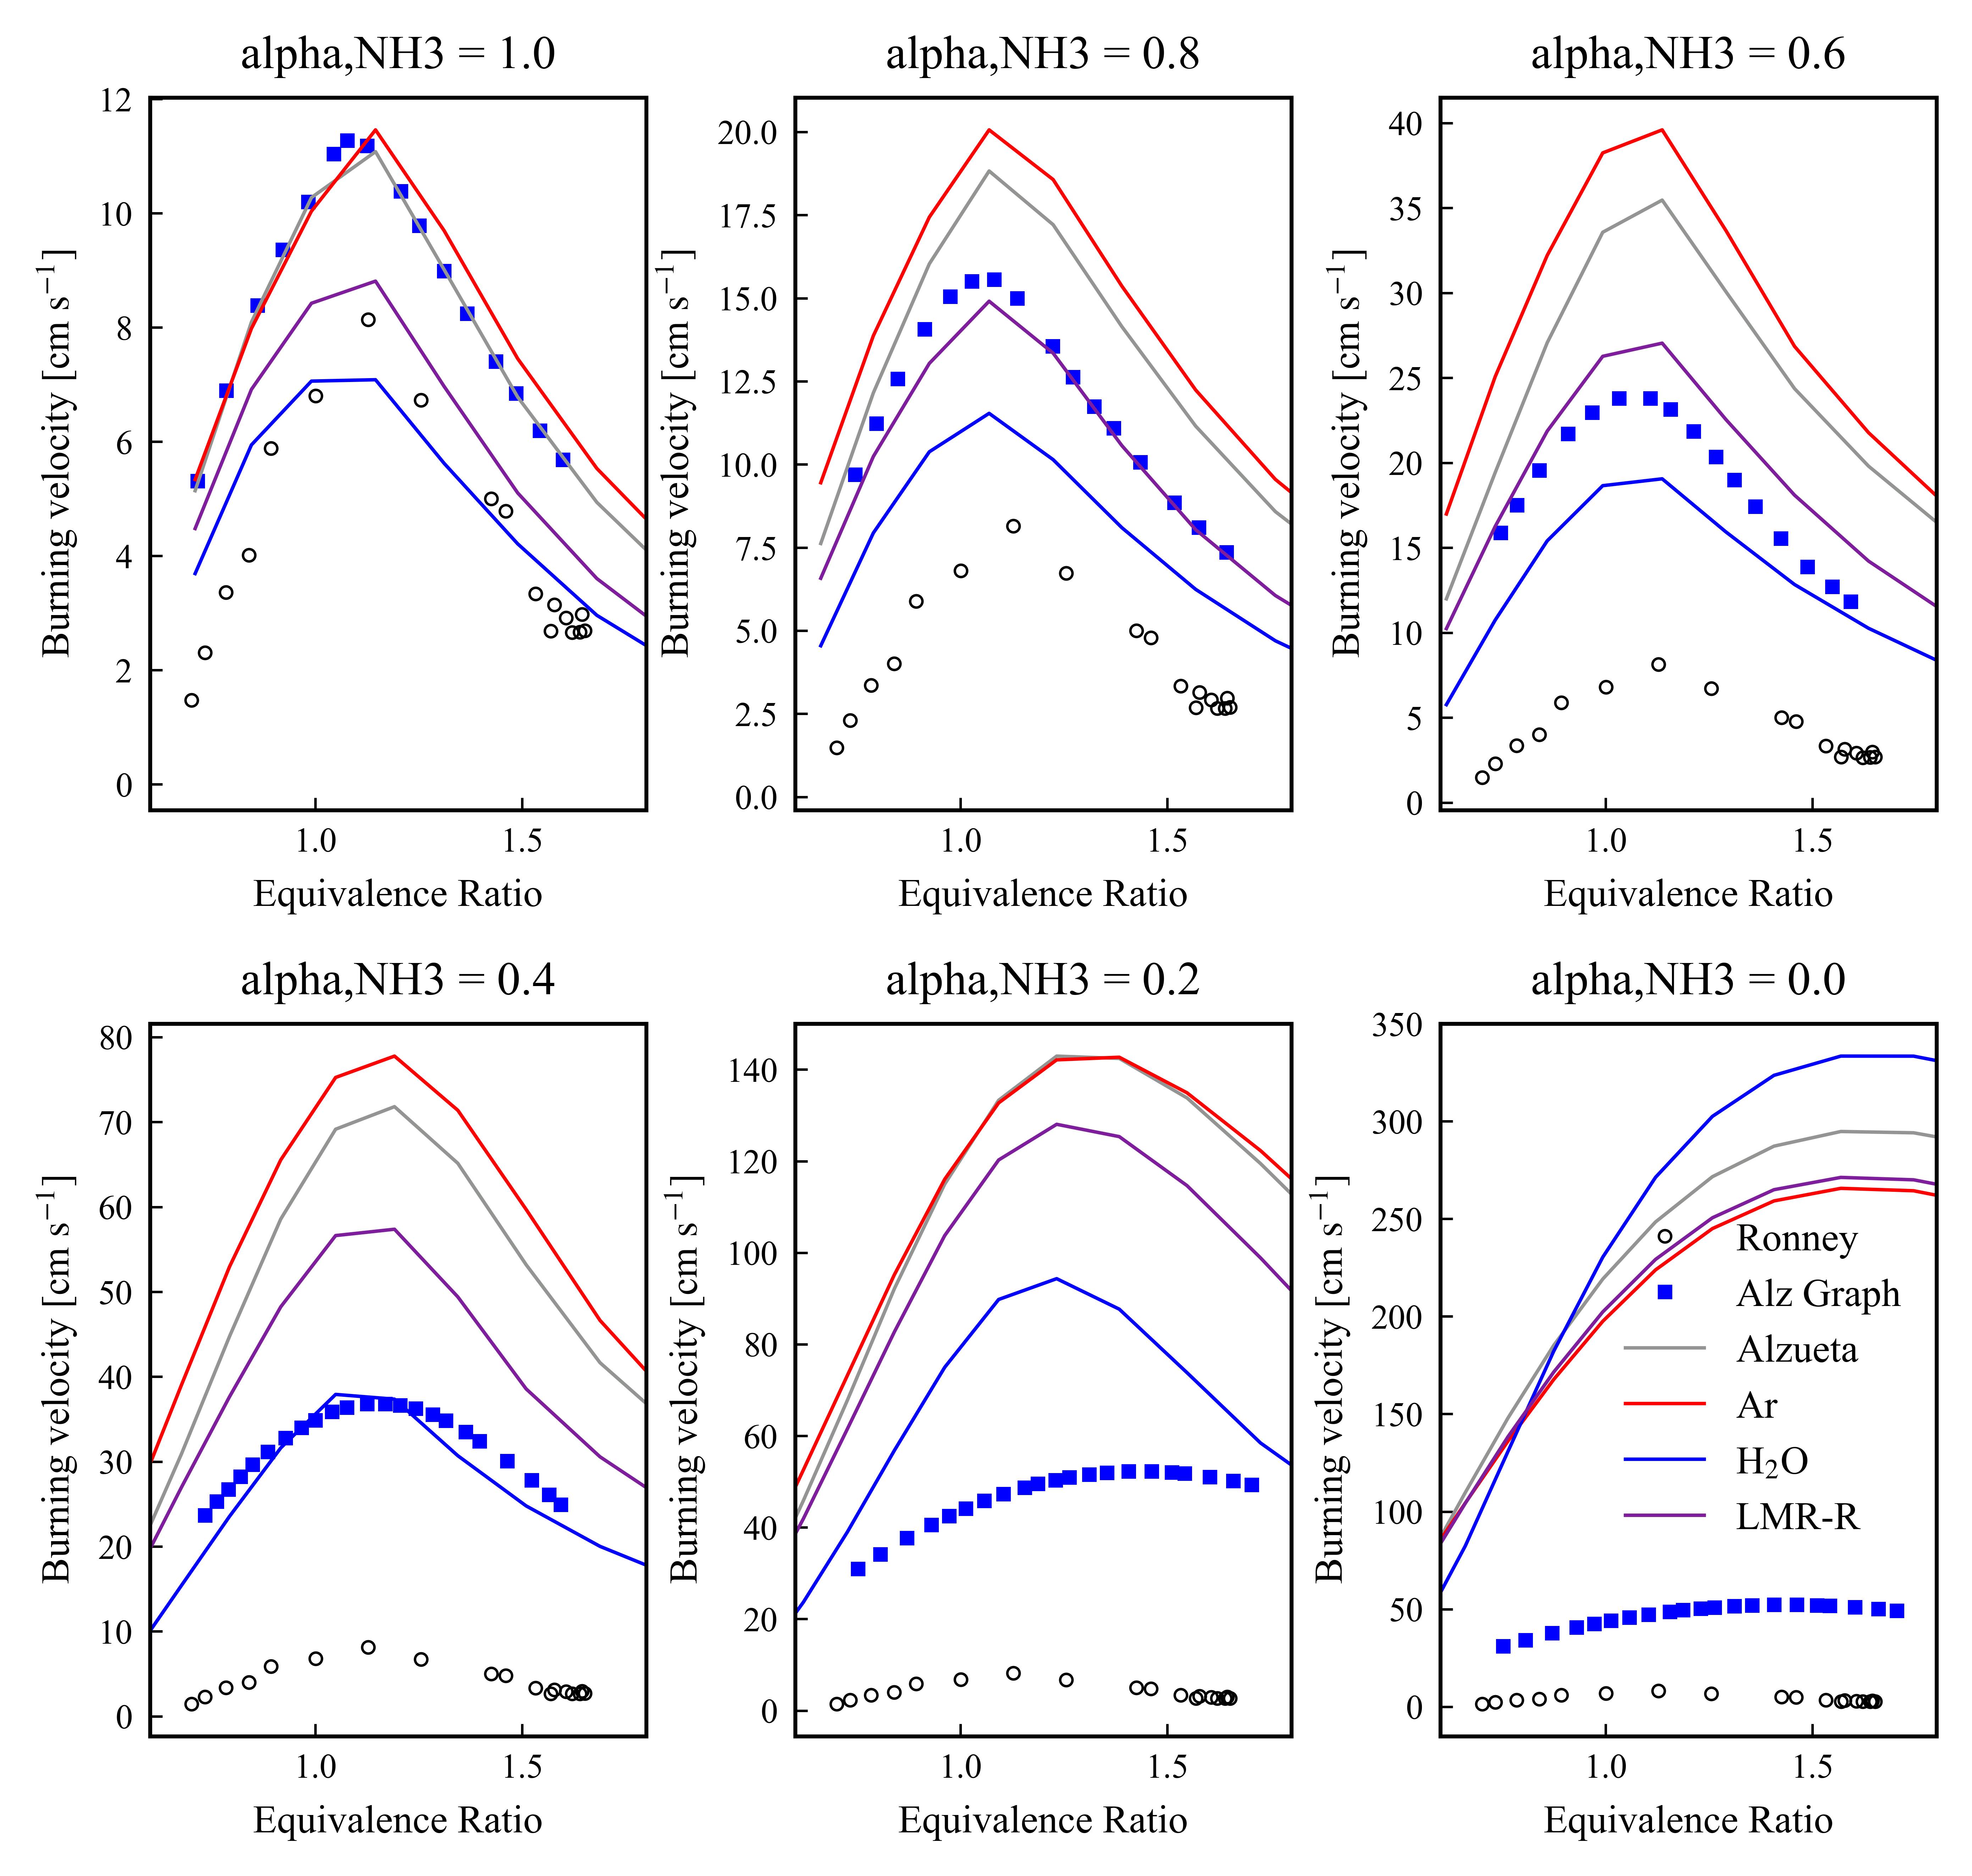 alpha,NH3 = 1.0
alpha,NH3 = 0.8
alpha,NH3 = 0.6
12
10
8
6
4
2
0
Burning velocity [cm s⁻¹]
1.0 1.5
Equivalence Ratio
20.0
17.5
15.0
12.5
10.0
7.5
5.0
2.5
0.0
Burning velocity [cm s⁻¹]
1.0 1.5
Equivalence Ratio
40
35
30
25
20
15
10
5
0
Burning velocity [cm s⁻¹]
1.0 1.5
Equivalence Ratio
alpha,NH3 = 0.4
alpha,NH3 = 0.2
alpha,NH3 = 0.0
80
70
60
50
40
30
20
10
0
Burning velocity [cm s⁻¹]
1.0 1.5
Equivalence Ratio
140
120
100
80
60
40
20
0
Burning velocity [cm s⁻¹]
1.0 1.5
Equivalence Ratio
350
300
250
200
150
100
50
0
Burning velocity [cm s⁻¹]
Ronney
Alz Graph
Alzueta
Ar
H₂O
LMR-R
1.0 1.5
Equivalence Ratio